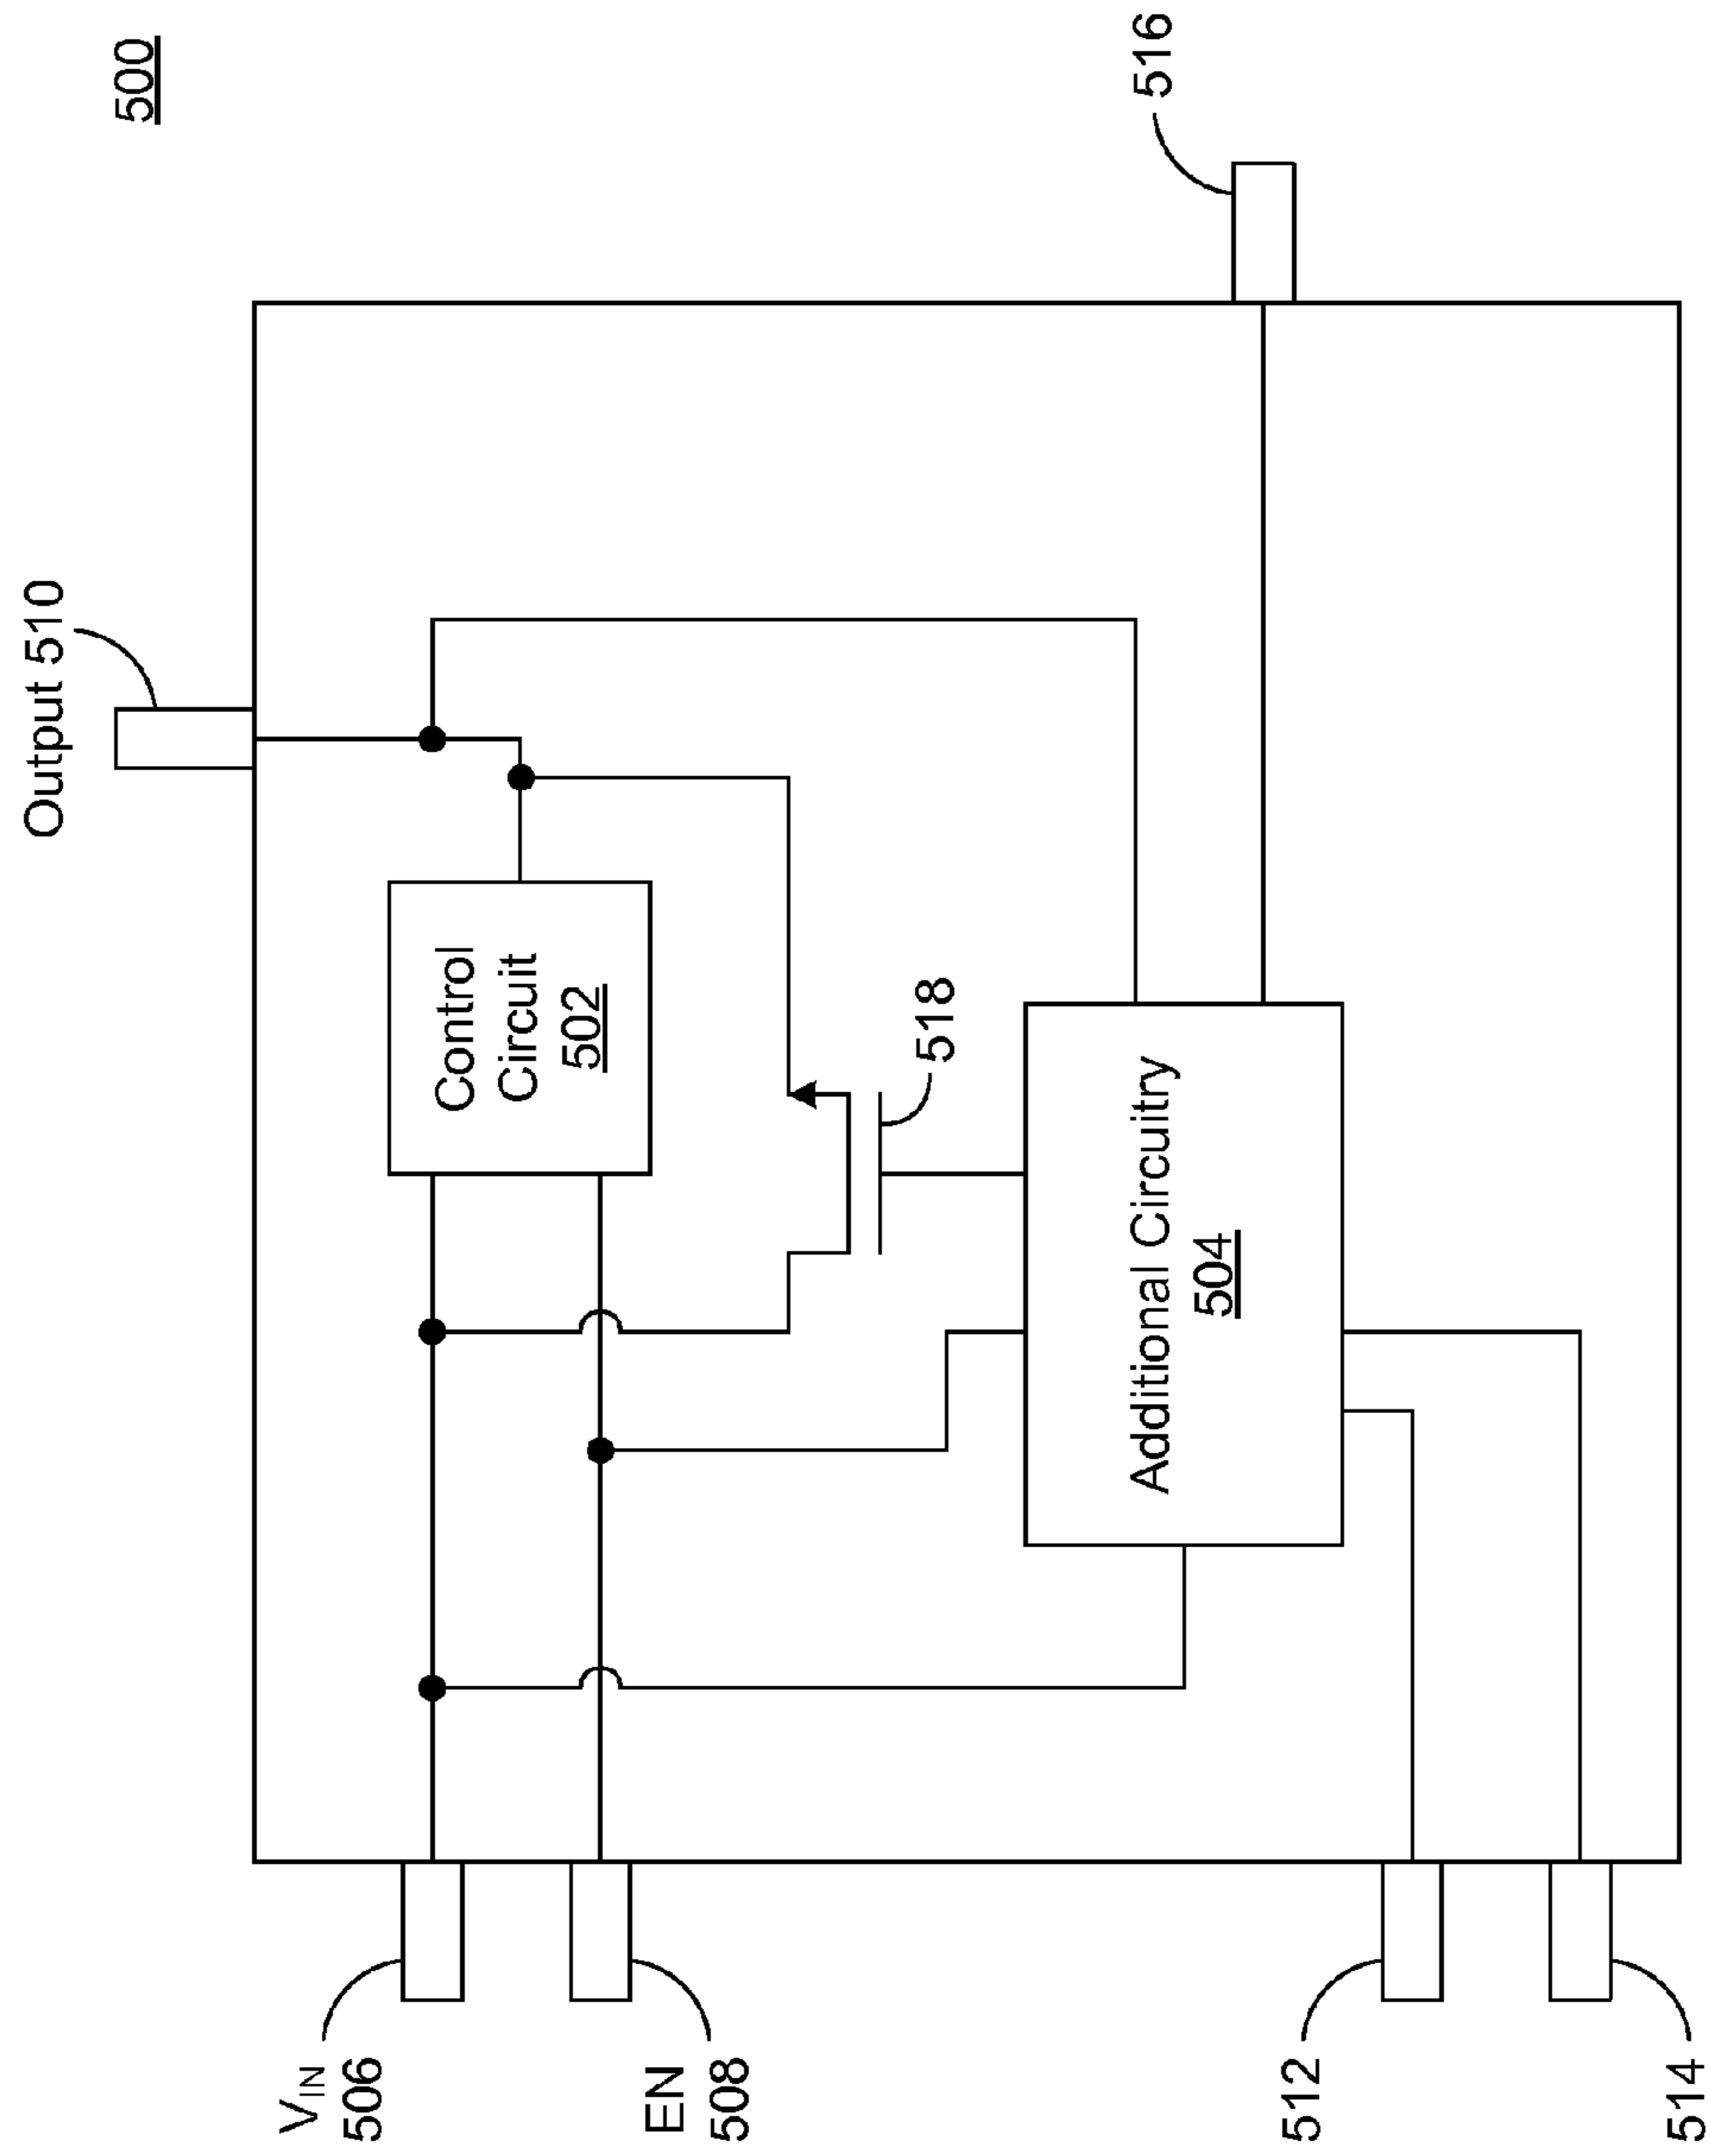 500
Output 510
516
Control
Circuit
502
518
Additional Circuitry
504
VIN
506
EN
508
512
514